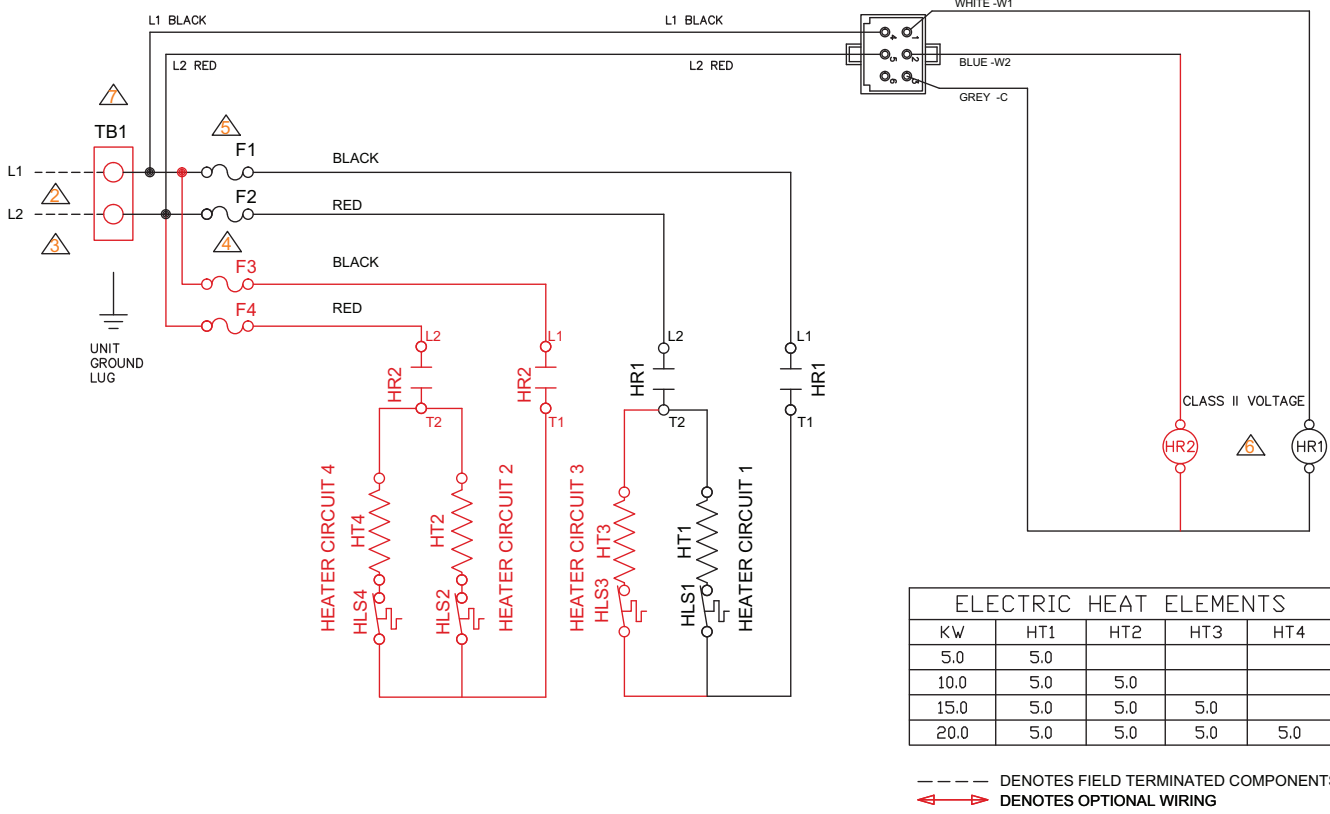 WHITE -W1
L1 BLACK
L1 BLACK
4
1
L2 RED
L2 RED
5
2
BLUE -W2
6
3
GREY -C
7
TB1
5
F1
L1
BLACK
2
F2
L2
RED
3
4
F3
BLACK
F4
RED
UNIT
GROUND
LUG
L2
L1
L2
L1
HR2
HR2
HR1
HR1
T2
T1
T2
T1
CLASS II VOLTAGE
HR2
6
HR1
HEATER CIRCUIT 4
HT4
HLS4
HT2
HLS2
HEATER CIRCUIT 2
HEATER CIRCUIT 3
HT3
HLS3
HT1
HLS1
HEATER CIRCUIT 1
ELECTRIC HEAT ELEMENTS
KW HT1 HT2 HT3 HT4
5.0 5.0
10.0 5.0 5.0
15.0 5.0 5.0 5.0
20.0 5.0 5.0 5.0 5.0
DENOTES FIELD TERMINATED COMPONENTS
DENOTES OPTIONAL WIRING